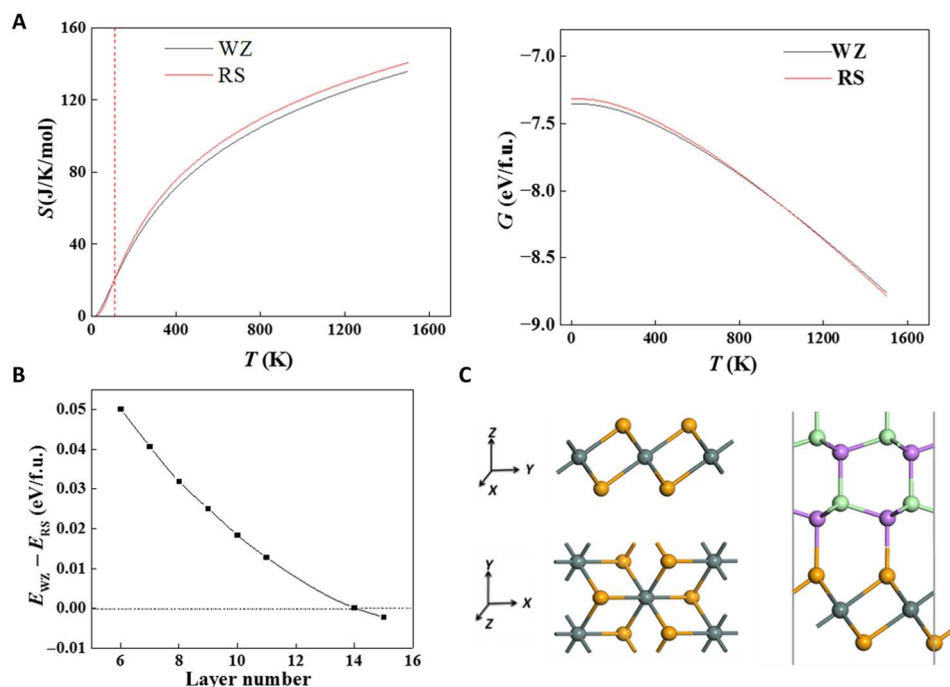 A
160
120
80
40
0
S(J/K/mol)
WZ
RS
0 400 800 1200 1600
T (K)
−7.0
−7.5
−8.0
−8.5
−9.0
G (eV/f.u.)
WZ
RS
0 400 800 1200 1600
T (K)
B
0.05
0.04
0.03
0.02
0.01
0.00
−0.01
E_WZ − E_RS (eV/f.u.)
6 8 10 12 14 16
Layer number
C
Z
Y
X
Y
X
Z